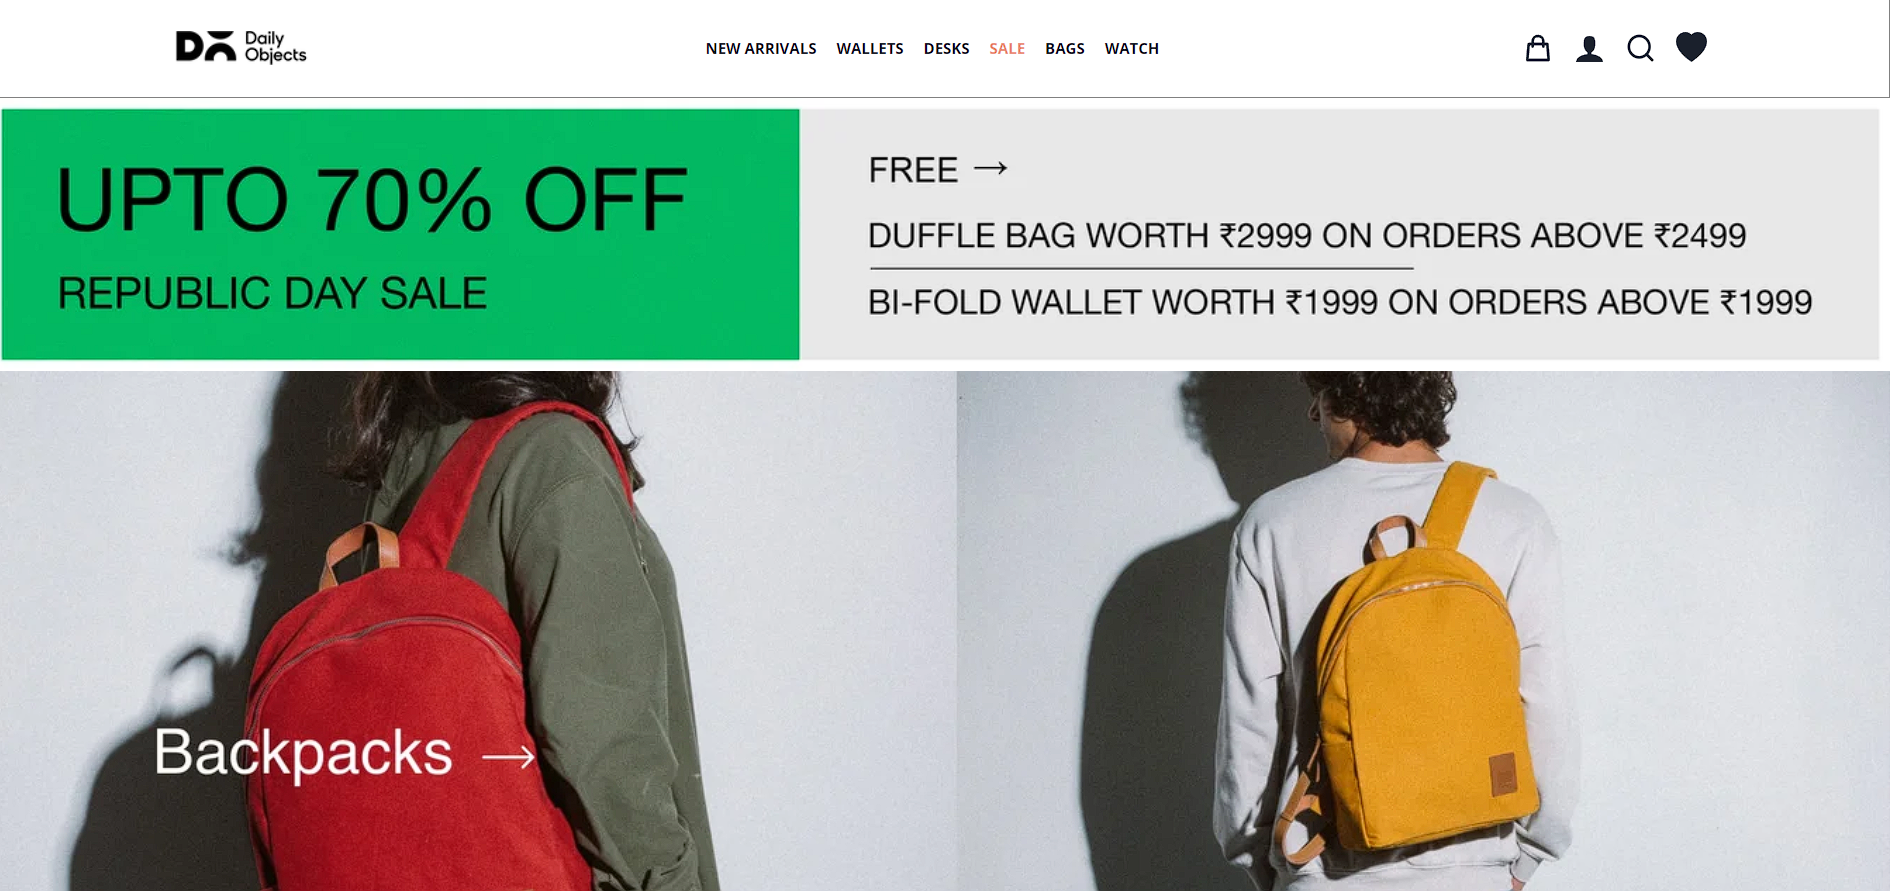 Daily
Objects
NEW ARRIVALS WALLETS DESKS SALE BAGS WATCH
UPTO 70% OFF
REPUBLIC DAY SALE
FREE →
DUFFLE BAG WORTH ₹2999 ON ORDERS ABOVE ₹2499
BI-FOLD WALLET WORTH ₹1999 ON ORDERS ABOVE ₹1999
Backpacks →